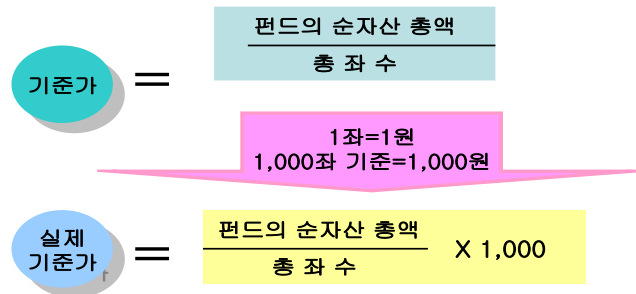 펀드의 순자산 총액
총 좌 수
기준가 =
1좌=1원
1,000좌 기준=1,000원
실제
기준가 =
펀드의 순자산 총액
총 좌 수
X 1,000